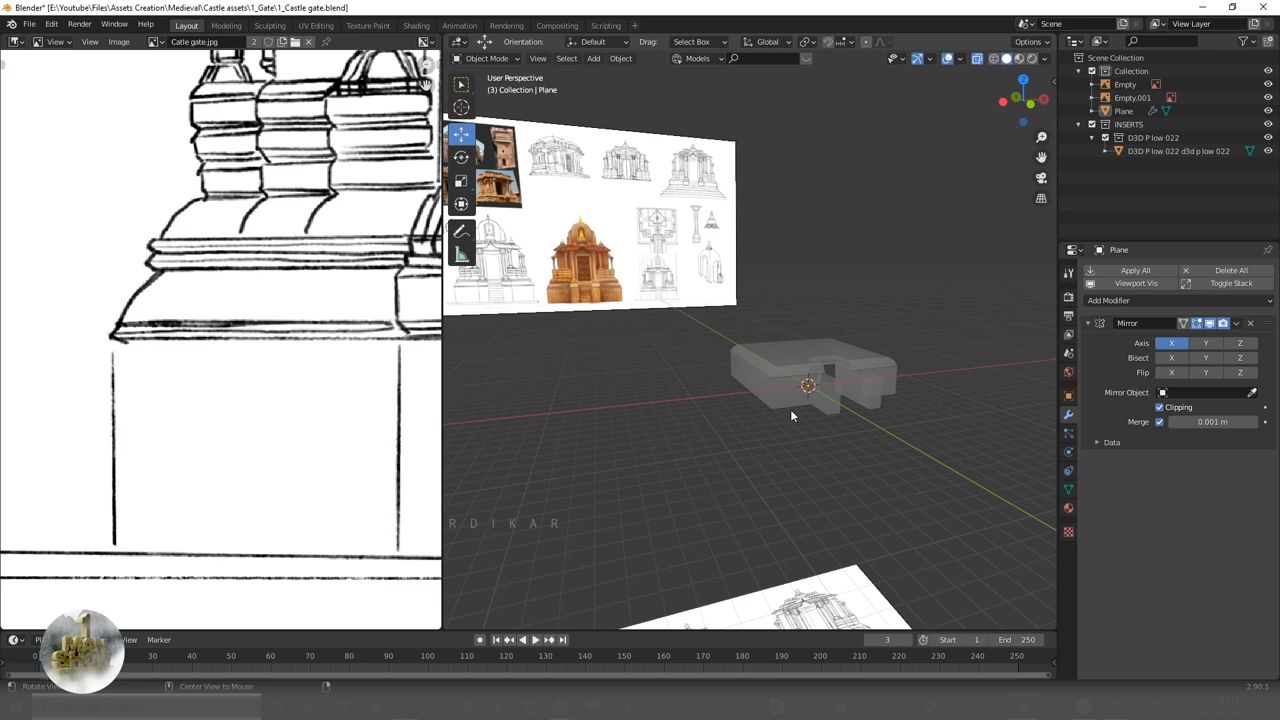 Blender* [E:\Youtube\Files\Assets Creation\Medieval\Castle assets\1_Gate\1_Castle gate.blend]
File Edit Render Window Help Layout Modeling Sculpting UV Editing Texture Paint Shading Animation Rendering Compositing Scripting + Scene View Layer
View View Image Catle gate.jpg 2 Orientation: Default Drag: Select Box Global Options
Object Mode View Select Add Object Models
User Perspective
(3) Collection | Plane
Scene Collection
Collection
Empty
Empty.001
Plane
INSERTS
D3D P low 022
D3D P low 022 d3d p low 022
Plane
Apply All Delete All
Viewport Vis Toggle Stack
Add Modifier
Mirror
Axis X Y Z
Bisect X Y Z
Flip X Y Z
Mirror Object
Clipping
Merge 0.001 m
Data
R D I K A R
View Marker 3 Start 1 End 250
0 30 40 50 60 70 80 90 100 110 120 130 140 150 160 170 180 190 200 210 220 230 240 250
Rotate View Center View to Mouse 2.90.1